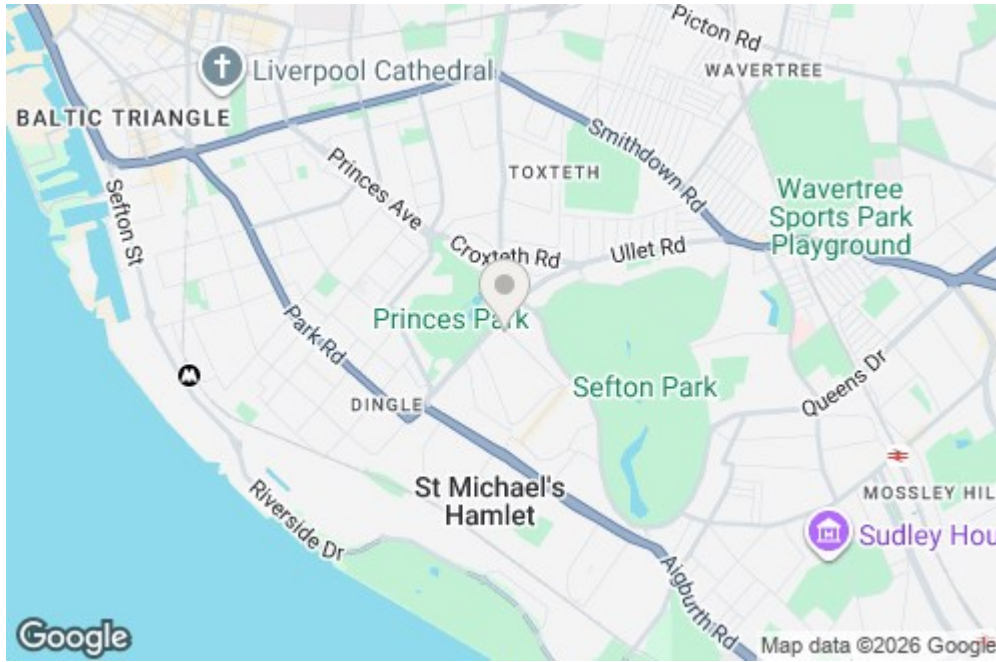 Picton Rd
WAVERTREE
Liverpool Cathedral
BALTIC TRIANGLE
Smithdown Rd
TOXTETH
Princes Ave
Sefton St
Wavertree
Sports Park
Playground
Croxteth Rd
Ullet Rd
Princes Park
Park Rd
Sefton Park
Queens Dr
DINGLE
St Michael's
Hamlet
MOSSLEY HIL
Riverside Dr
Sudley Hou
Aigburth Rd
Google
Map data ©2026 Google